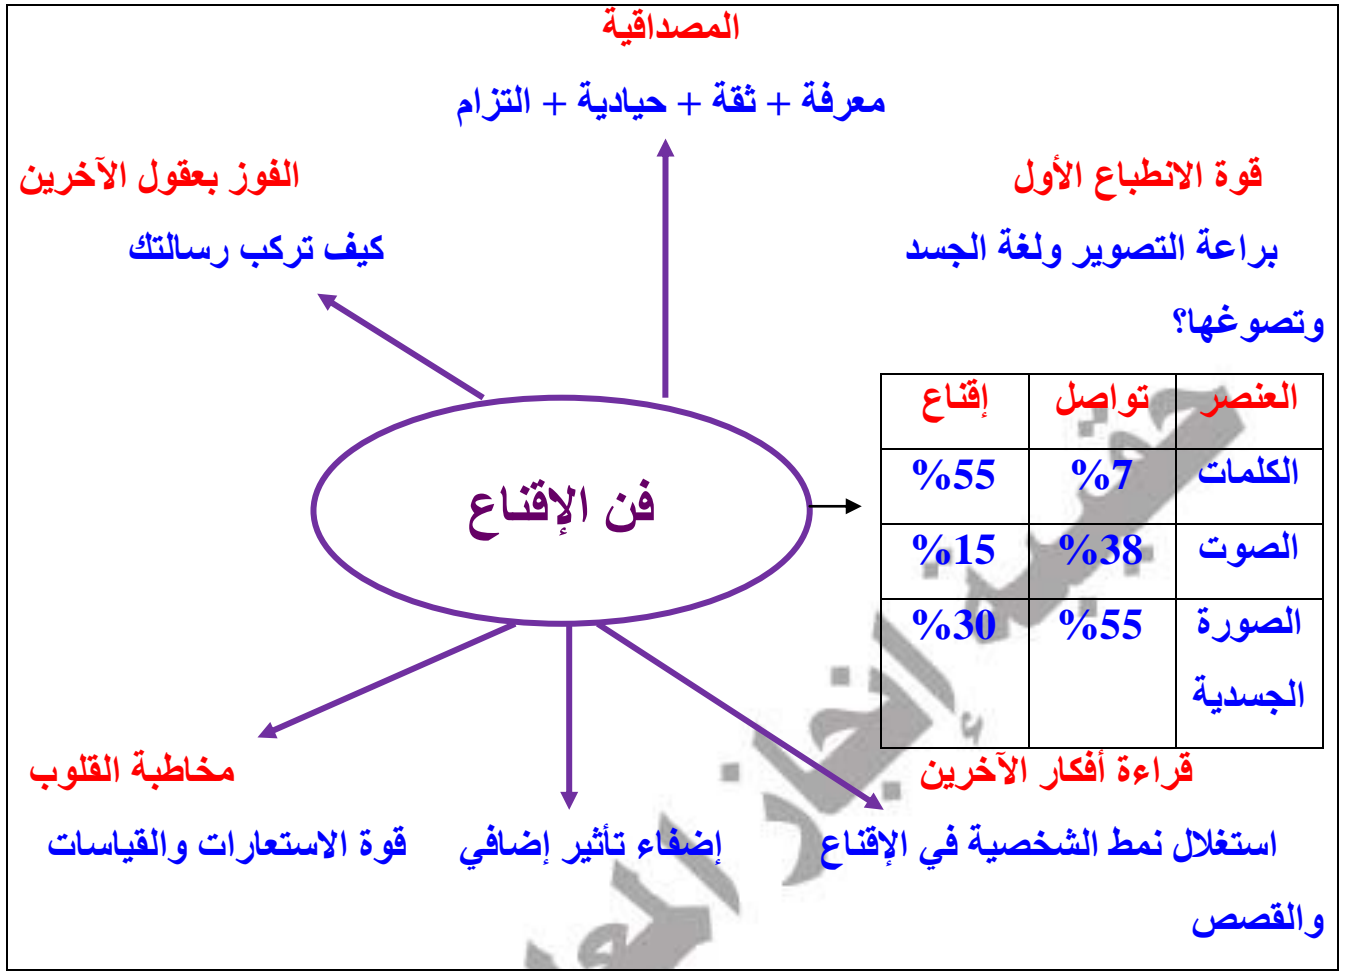 المصداقية
معرفة + ثقة + حيادية + التزام
قوة الانطباع الأول الفوز بعقول الآخرين
براعة التصوير ولغة الجسد كيف تركب رسالتك
وتصوغها؟
العنصر تواصل إقناع
الكلمات %7 %55
الصوت %38 %15
الصورة %55 %30
الجسدية
فن الإقناع
قراءة أفكار الآخرين مخاطبة القلوب
استغلال نمط الشخصية في الإقناع إضفاء تأثير إضافي قوة الاستعارات والقياسات
والقصص